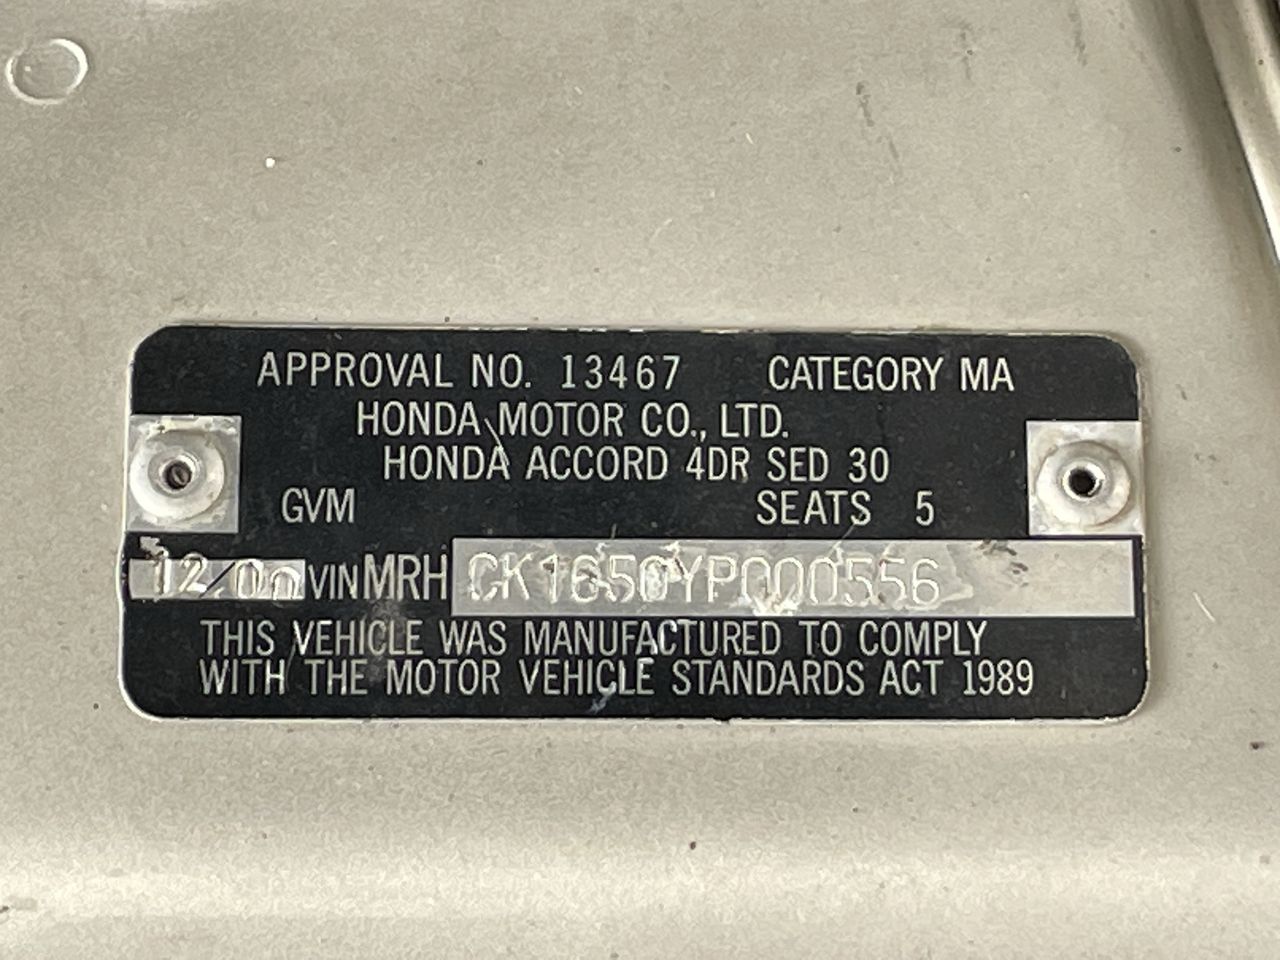 APPROVAL NO. 13467 CATEGORY MA
HONDA MOTOR CO., LTD.
HONDA ACCORD 4DR SED 30
GVM SEATS 5
12/00 VIN MRH CK1650YP000556
THIS VEHICLE WAS MANUFACTURED TO COMPLY
WITH THE MOTOR VEHICLE STANDARDS ACT 1989